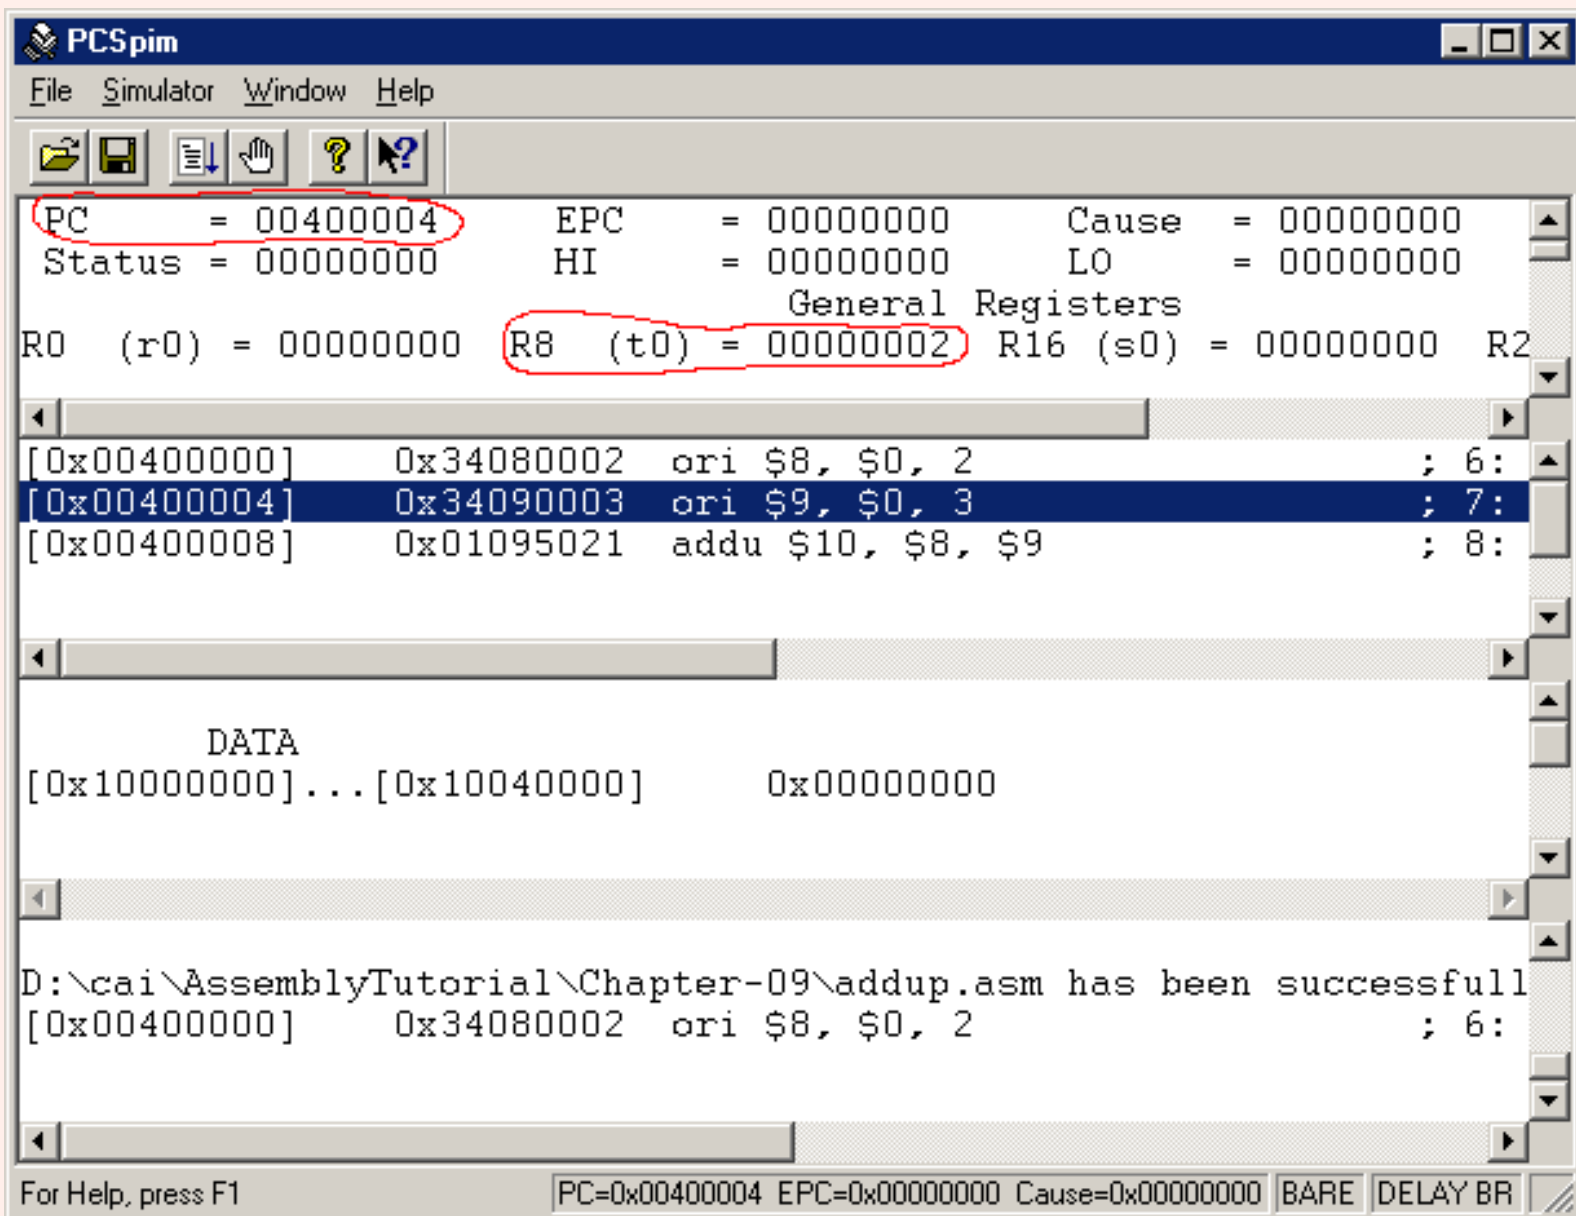 PCSpim
File Simulator Window Help
PC = 00400004 EPC = 00000000 Cause = 00000000
Status = 00000000 HI = 00000000 LO = 00000000
General Registers
R0 (r0) = 00000000 R8 (t0) = 00000002 R16 (s0) = 00000000 R2
[0x00400000] 0x34080002 ori $8, $0, 2 ; 6:
[0x00400004] 0x34090003 ori $9, $0, 3 ; 7:
[0x00400008] 0x01095021 addu $10, $8, $9 ; 8:
DATA
[0x10000000]...[0x10040000] 0x00000000
D:\cai\AssemblyTutorial\Chapter-09\addup.asm has been successfull
[0x00400000] 0x34080002 ori $8, $0, 2 ; 6:
For Help, press F1 PC=0x00400004 EPC=0x00000000 Cause=0x00000000 BARE DELAY BR